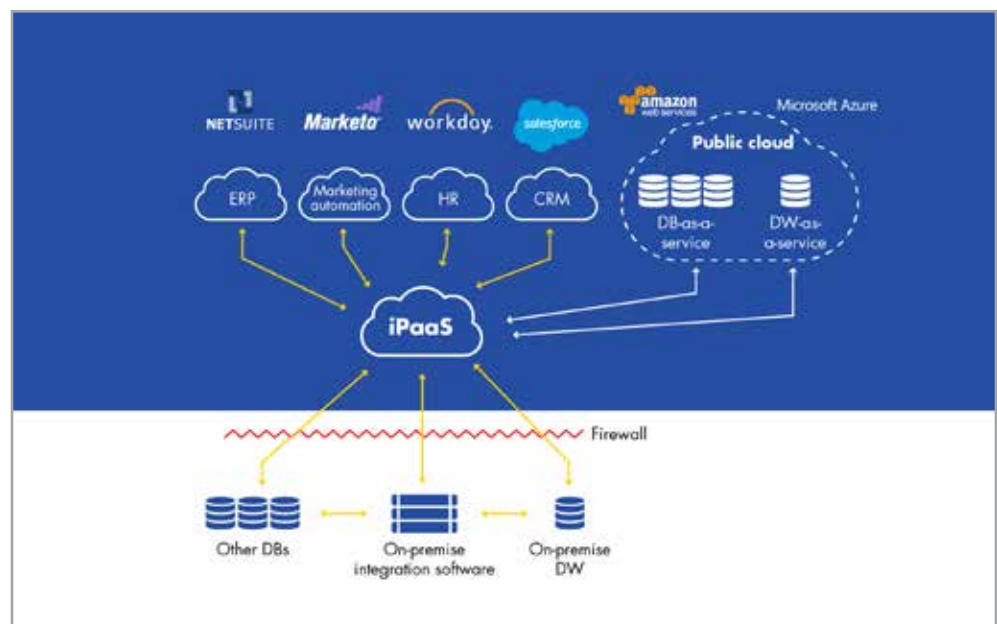 NETSUITE
Marketo
workday.
salesforce
amazon
web services
Microsoft Azure
Public cloud
ERP
Marketing
automation
HR
CRM
DB-as-a-
service
DW-as-
a-service
iPaaS
Firewall
Other DBs
On-premise
integration software
On-premise
DW